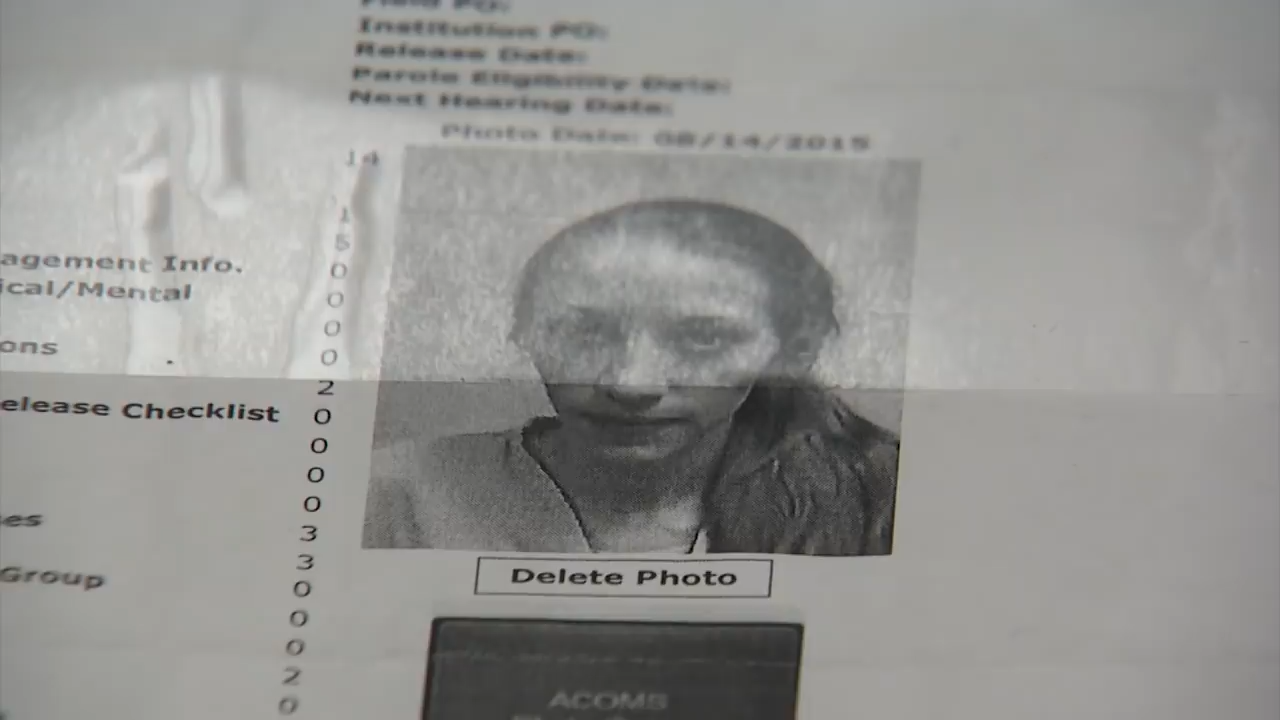 Field PO:
Institution PO:
Release Date:
Parole Eligibility Date:
Next Hearing Date:
Photo Date: 08/14/2015
14
1
5
agement Info.
0
ical/Mental
0
0
ons
0
2
elease Checklist
0
0
0
0
es
3
3
Group
0
0
0
2
0
Delete Photo
ACOMS